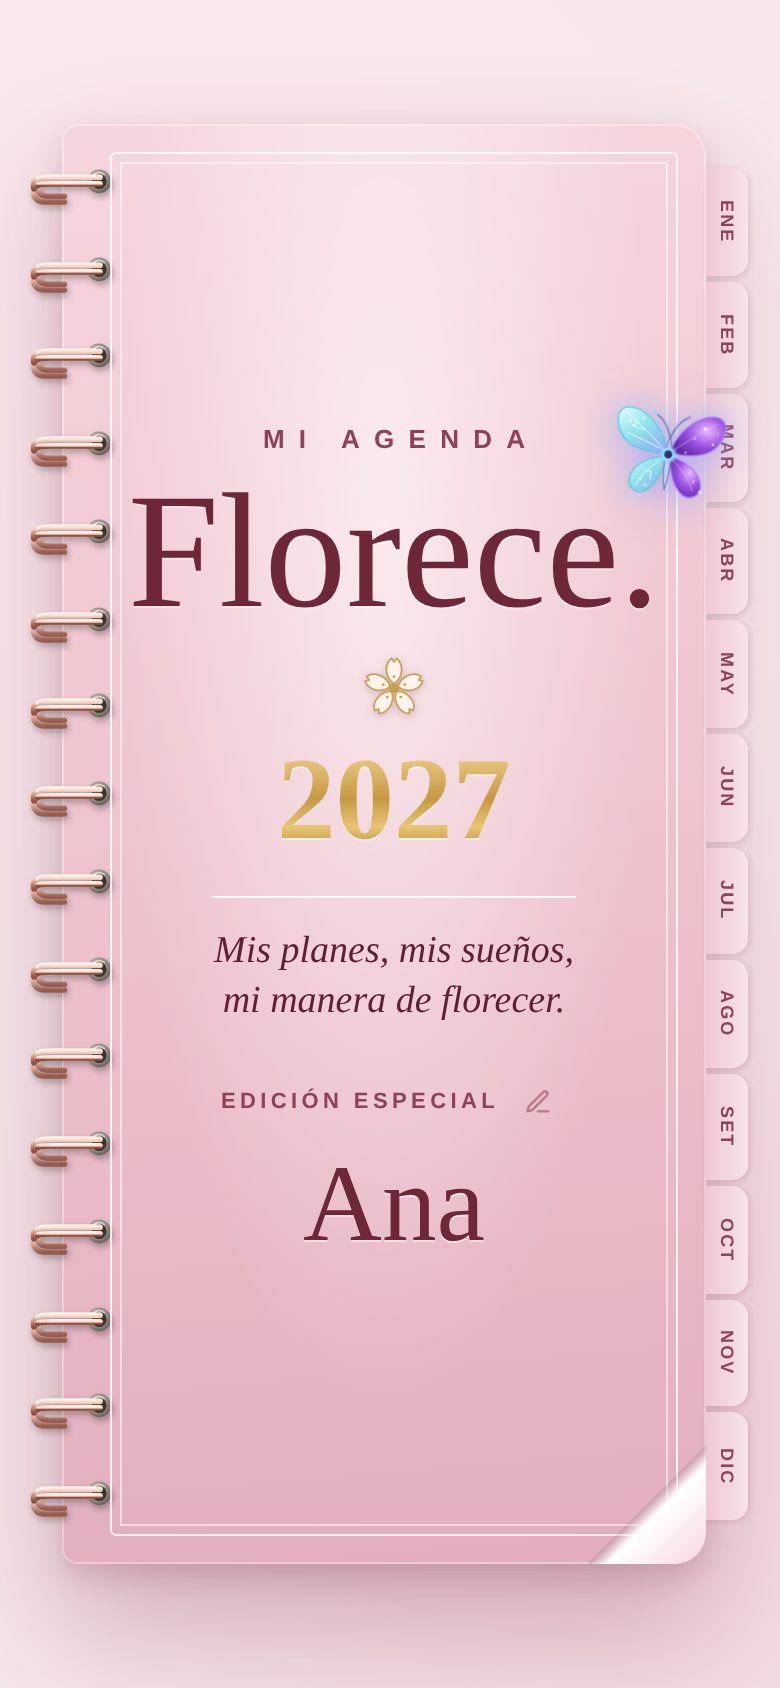 MI AGENDA
Florece.
2027
Mis planes, mis sueños,
mi manera de florecer.
EDICIÓN ESPECIAL
Ana
ENE
FEB
MAR
ABR
MAY
JUN
JUL
AGO
SET
OCT
NOV
DIC